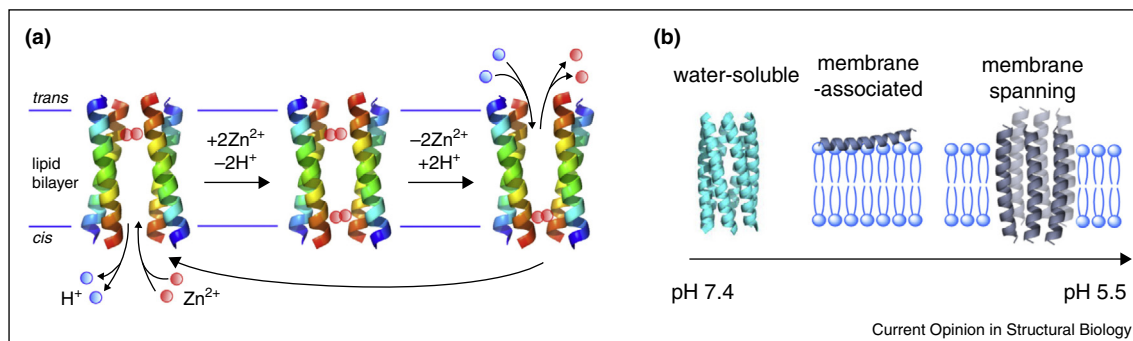 (a)
trans
lipid
bilayer
cis
+2Zn²⁺
−2H⁺
−2Zn²⁺
+2H⁺
H⁺
Zn²⁺
(b)
water-soluble
membrane
-associated
membrane
spanning
pH 7.4
pH 5.5
Current Opinion in Structural Biology